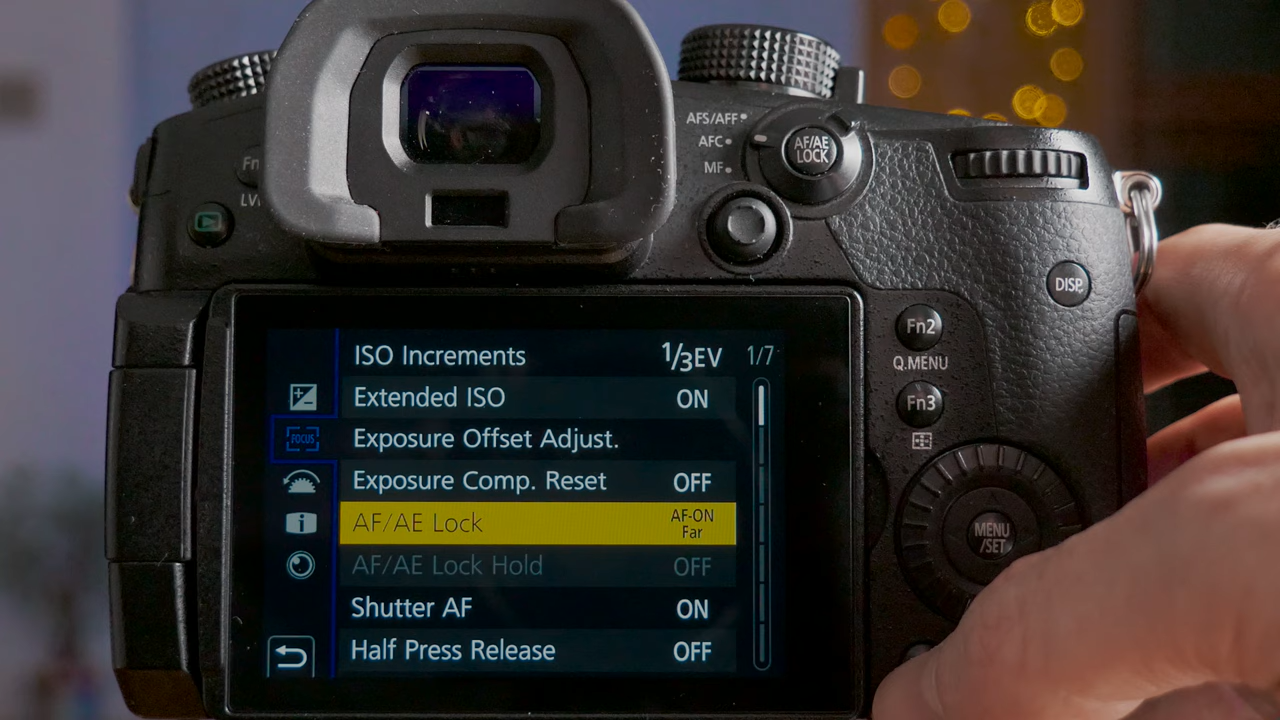 AFS/AFF
AFC
MF
AF/AE
LOCK
Fn
DISP.
Fn2
Q.MENU
Fn3
MENU
/SET
ISO Increments 1/3EV 1/7
Extended ISO ON
FOCUS
Exposure Offset Adjust.
Exposure Comp. Reset OFF
AF/AE Lock AF-ON
Far
AF/AE Lock Hold OFF
Shutter AF ON
Half Press Release OFF